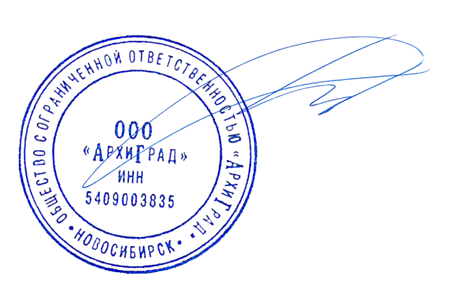 ОБЩЕСТВО С ОГРАНИЧЕННОЙ ОТВЕТСТВЕННОСТЬЮ «АРХИГРАД»
• НОВОСИБИРСК •
ООО
«АРХИГРАД»
ИНН
5409003835